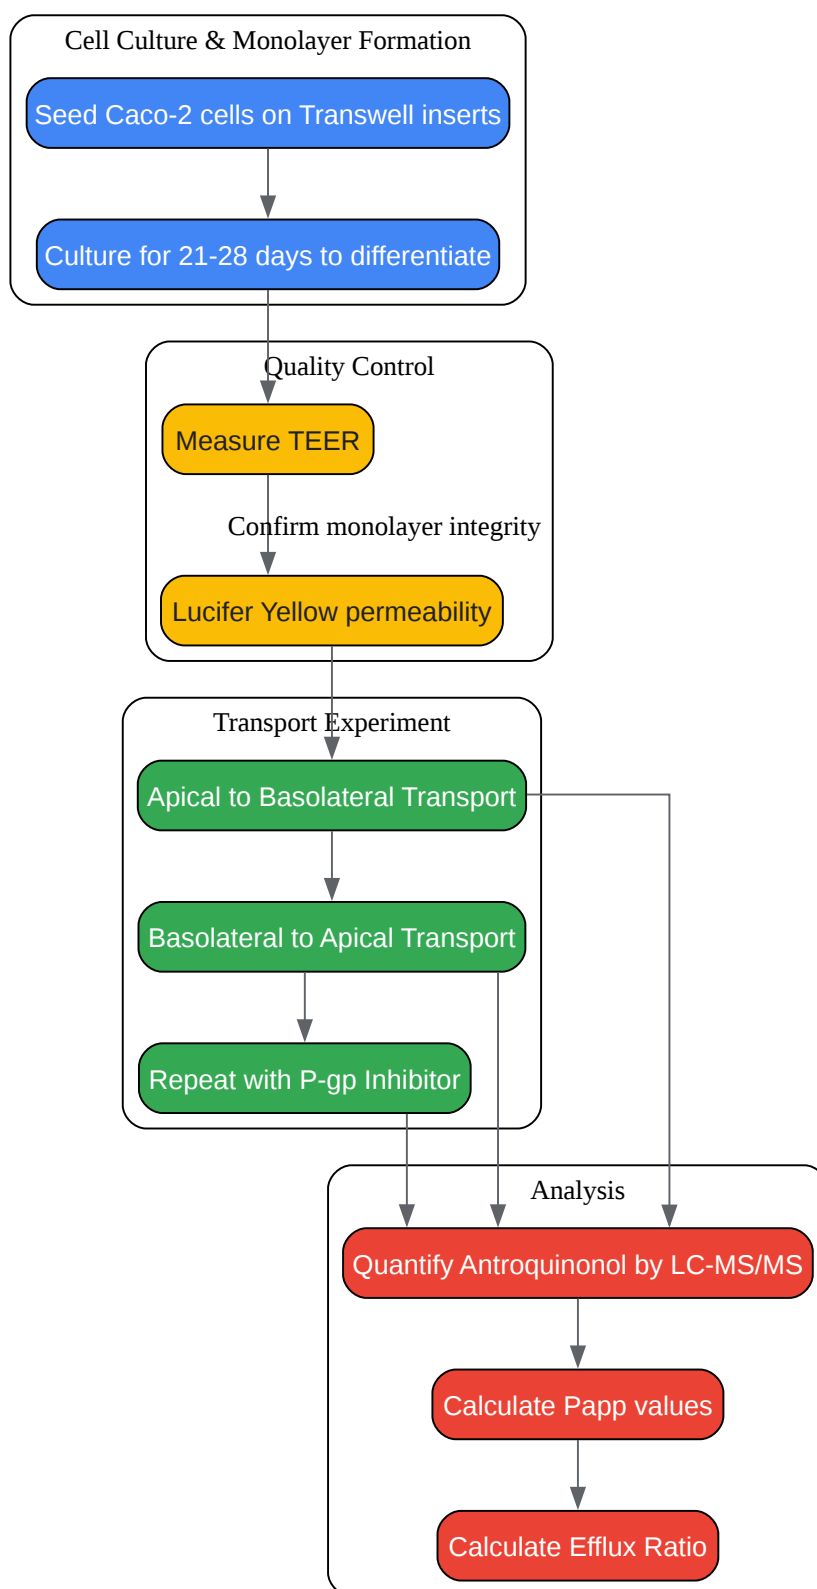 Cell Culture & Monolayer Formation
Seed Caco-2 cells on Transwell inserts
Culture for 21-28 days to differentiate
Quality Control
Measure TEER
Confirm monolayer integrity
Lucifer Yellow permeability
Transport Experiment
Apical to Basolateral Transport
Basolateral to Apical Transport
Repeat with P-gp Inhibitor
Analysis
Quantify Antroquinonol by LC-MS/MS
Calculate Papp values
Calculate Efflux Ratio